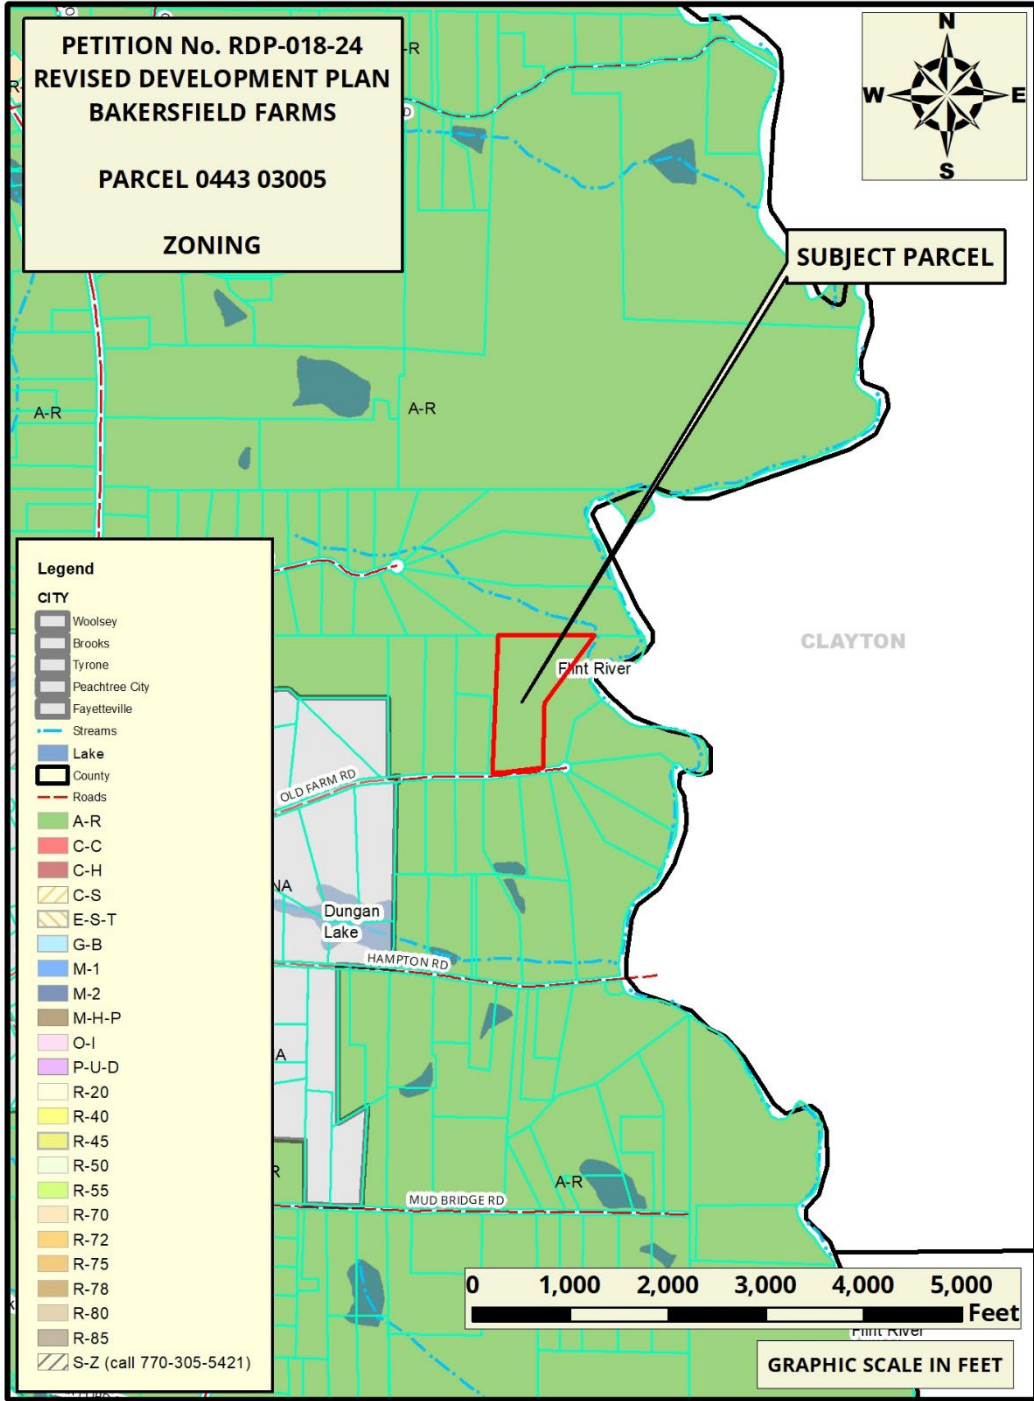 PETITION No. RDP-018-24
REVISED DEVELOPMENT PLAN
BAKERSFIELD FARMS
PARCEL 0443 03005
ZONING
N
W
E
S
SUBJECT PARCEL
A-R
A-R
CLAYTON
Flint River
OLD FARM RD
Dungan
Lake
HAMPTON RD
A-R
MUD BRIDGE RD
Legend
CITY
Woolsey
Brooks
Tyrone
Peachtree City
Fayetteville
Streams
Lake
County
Roads
A-R
C-C
C-H
C-S
E-S-T
G-B
M-1
M-2
M-H-P
O-I
P-U-D
R-20
R-40
R-45
R-50
R-55
R-70
R-72
R-75
R-78
R-80
R-85
S-Z (call 770-305-5421)
0 1,000 2,000 3,000 4,000 5,000
Feet
Flint River
GRAPHIC SCALE IN FEET